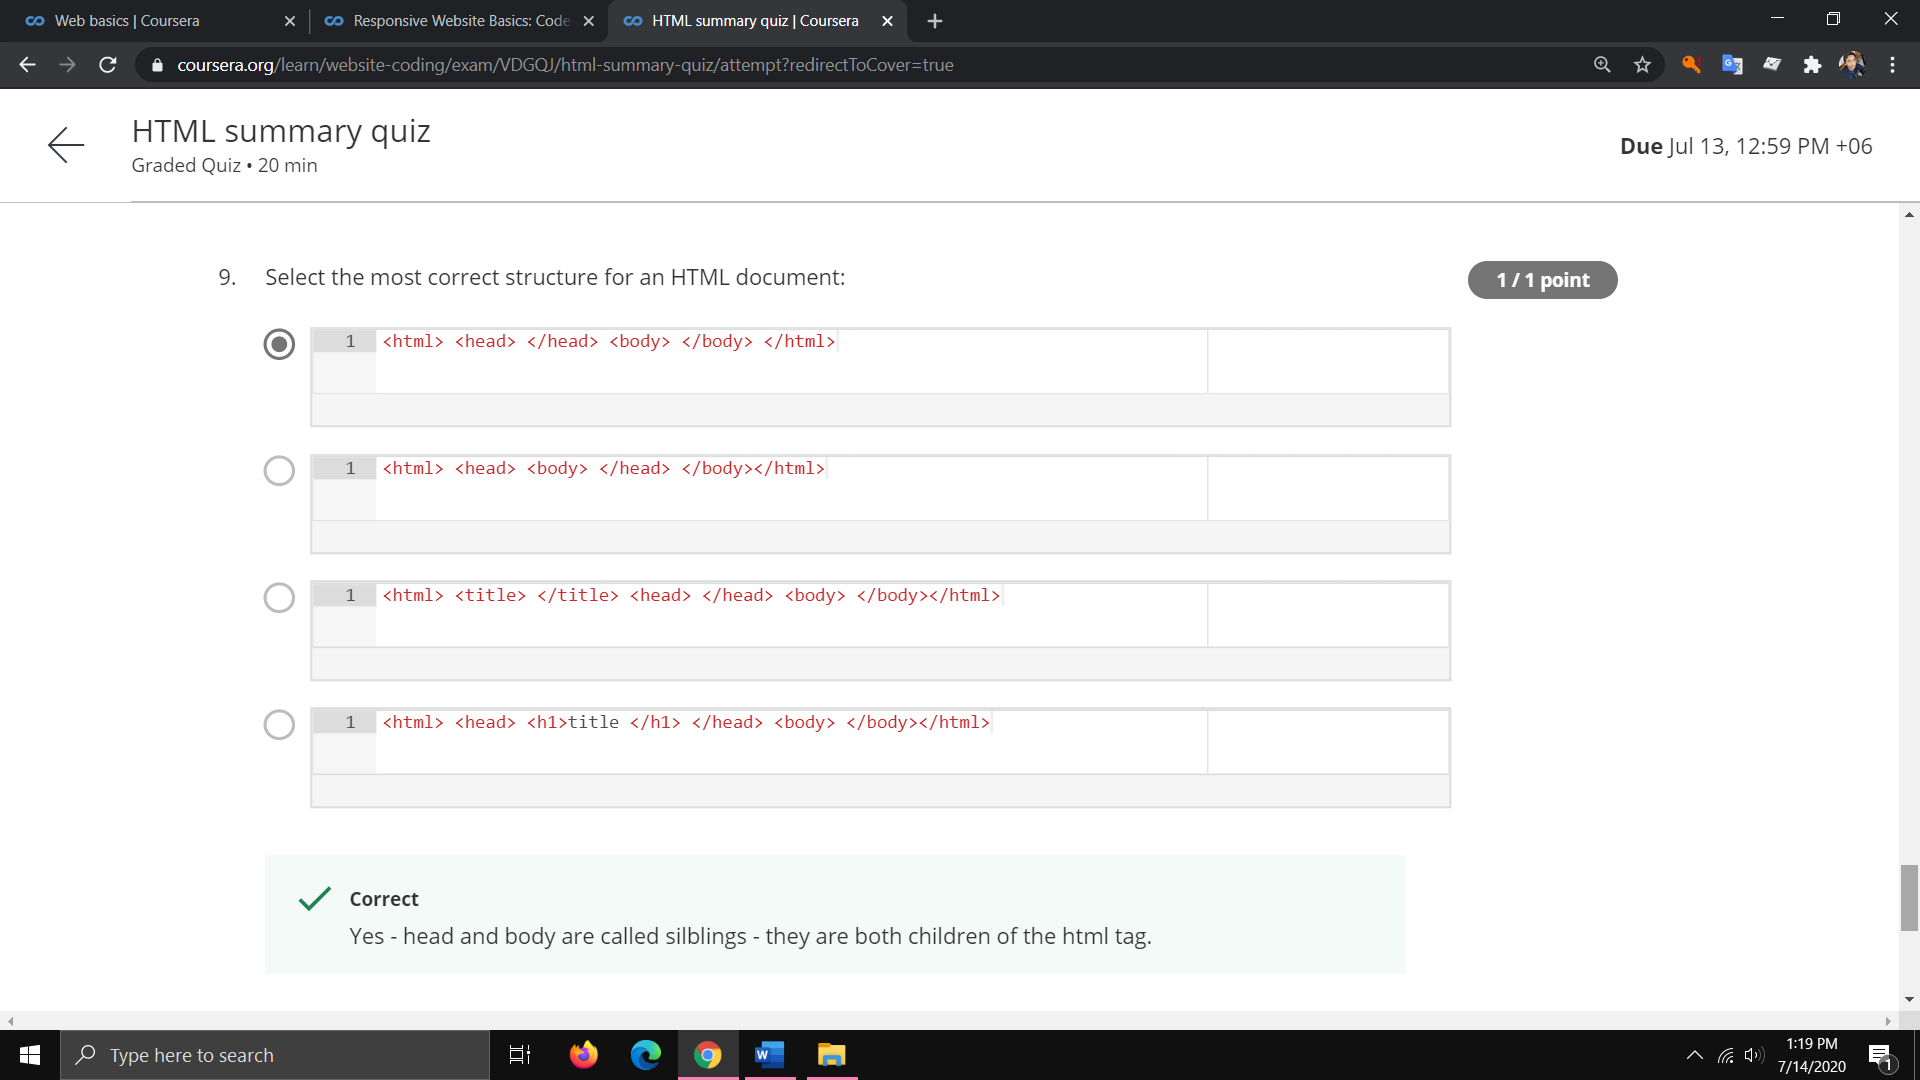 Web basics | Coursera
Responsive Website Basics: Code
HTML summary quiz | Coursera
coursera.org/learn/website-coding/exam/VDGQJ/html-summary-quiz/attempt?redirectToCover=true
HTML summary quiz
Graded Quiz • 20 min
Due Jul 13, 12:59 PM +06
9. Select the most correct structure for an HTML document:
1 / 1 point
1 <html> <head> </head> <body> </body> </html>
1 <html> <head> <body> </head> </body></html>
1 <html> <title> </title> <head> </head> <body> </body></html>
1 <html> <head> <h1>title </h1> </head> <body> </body></html>
Correct
Yes - head and body are called silblings - they are both children of the html tag.
Type here to search
1:19 PM
7/14/2020
1